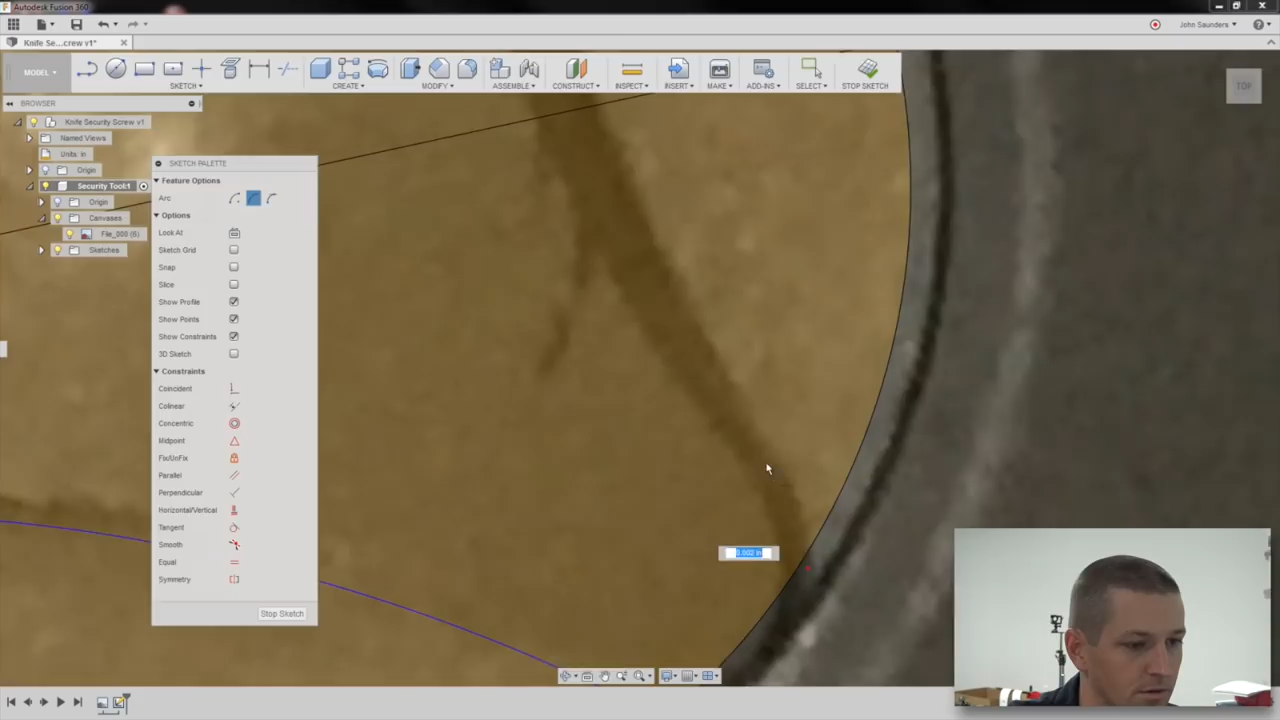 Autodesk Fusion 360
John Saunders
Knife Se...crew v1*
MODEL
SKETCH
CREATE
MODIFY
ASSEMBLE
CONSTRUCT
INSPECT
INSERT
MAKE
ADD-INS
SELECT
STOP SKETCH
TOP
BROWSER
Knife Security Screw v1
Named Views
Units: in
Origin
Security Tool:1
Origin
Canvases
File_000 (6)
Sketches
SKETCH PALETTE
Feature Options
Arc
Options
Look At
Sketch Grid
Snap
Slice
Show Profile
Show Points
Show Constraints
3D Sketch
Constraints
Coincident
Colinear
Concentric
Midpoint
Fix/UnFix
Parallel
Perpendicular
Horizontal/Vertical
Tangent
Smooth
Equal
Symmetry
Stop Sketch
0.002 in